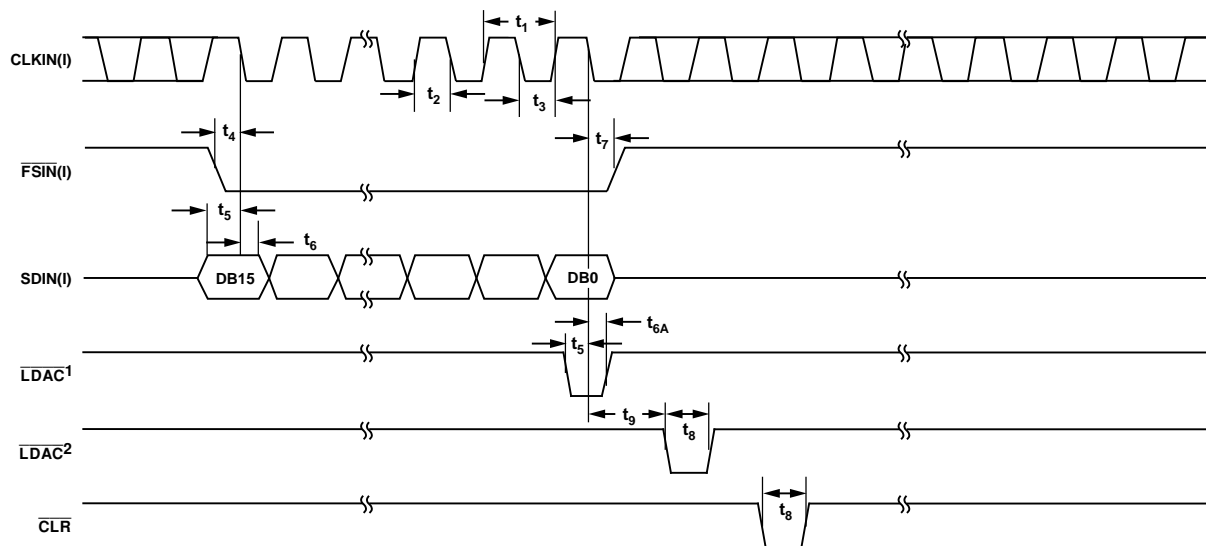 t1
CLKIN(I)
t2
t3
t4
t7
FSIN(I)
t5
t6
SDIN(I)
DB15
DB0
t6A
t5
LDAC1
t9
t8
LDAC2
t8
CLR